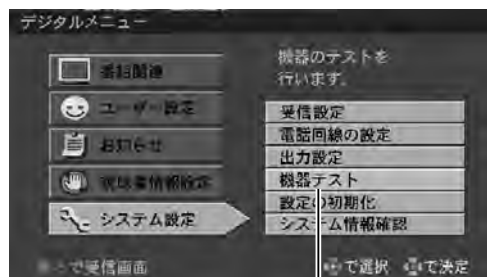 デジタルメニュー
番組関連
ユーザー設定
お知らせ
視聴者情報設定
システム設定
機器のテストを
行います。
受信設定
電話回線の設定
出力設定
機器テスト
設定の初期化
システム情報確認
で受信画面
で選択 で決定